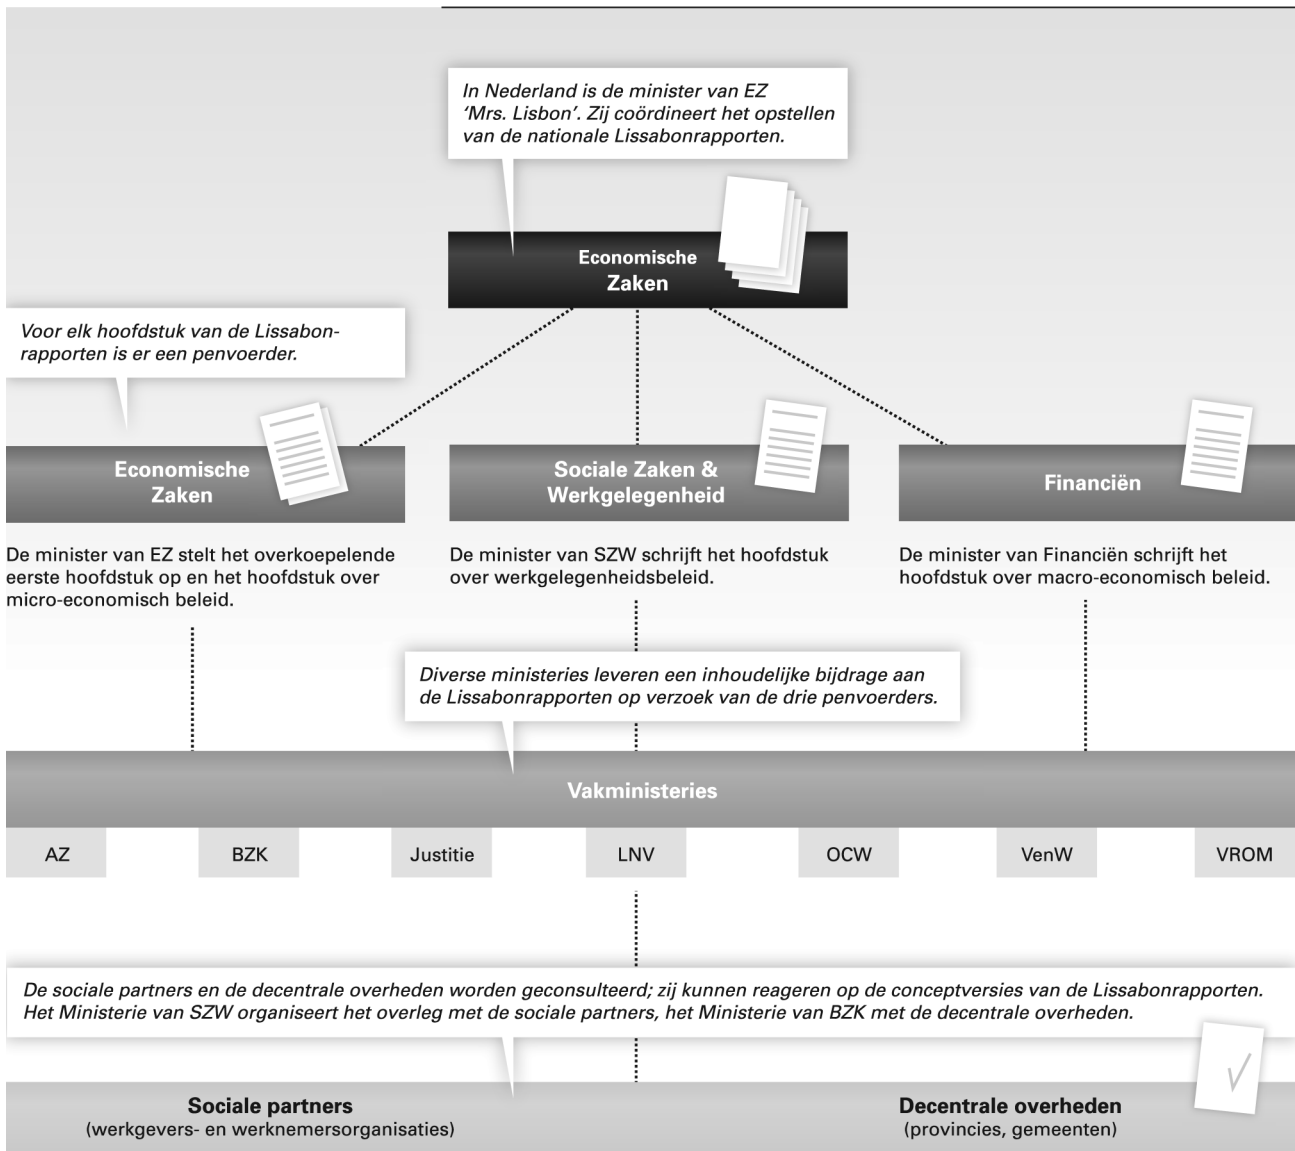 In Nederland is de minister van EZ
‘Mrs. Lisbon’. Zij coördineert het opstellen
van de nationale Lissabonrapporten.
Economische
Zaken
Voor elk hoofdstuk van de Lissabon-
rapporten is er een penvoerder.
Economische
Zaken
Sociale Zaken &
Werkgelegenheid
Financiën
De minister van EZ stelt het overkoepelende
eerste hoofdstuk op en het hoofdstuk over
micro-economisch beleid.
De minister van SZW schrijft het hoofdstuk
over werkgelegenheidsbeleid.
De minister van Financiën schrijft het
hoofdstuk over macro-economisch beleid.
Diverse ministeries leveren een inhoudelijke bijdrage aan
de Lissabonrapporten op verzoek van de drie penvoerders.
Vakministeries
AZ
BZK
Justitie
LNV
OCW
VenW
VROM
De sociale partners en de decentrale overheden worden geconsulteerd; zij kunnen reageren op de conceptversies van de Lissabonrapporten.
Het Ministerie van SZW organiseert het overleg met de sociale partners, het Ministerie van BZK met de decentrale overheden.
Sociale partners
(werkgevers- en werknemersorganisaties)
Decentrale overheden
(provincies, gemeenten)